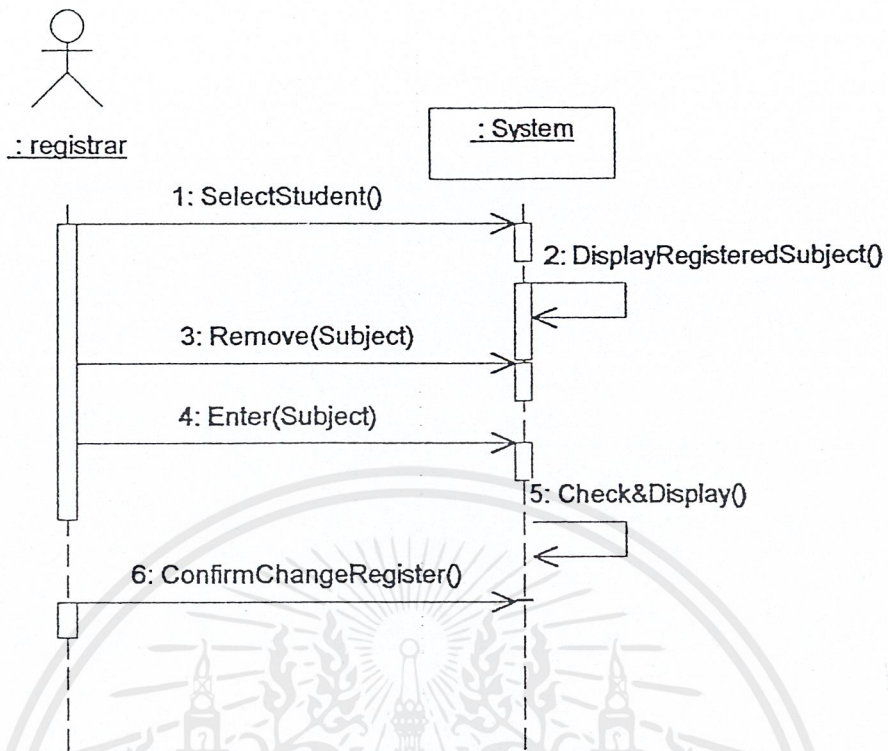 : registrar
: System
1: SelectStudent()
2: DisplayRegisteredSubject()
3: Remove(Subject)
4: Enter(Subject)
5: Check&Display()
6: ConfirmChangeRegister()